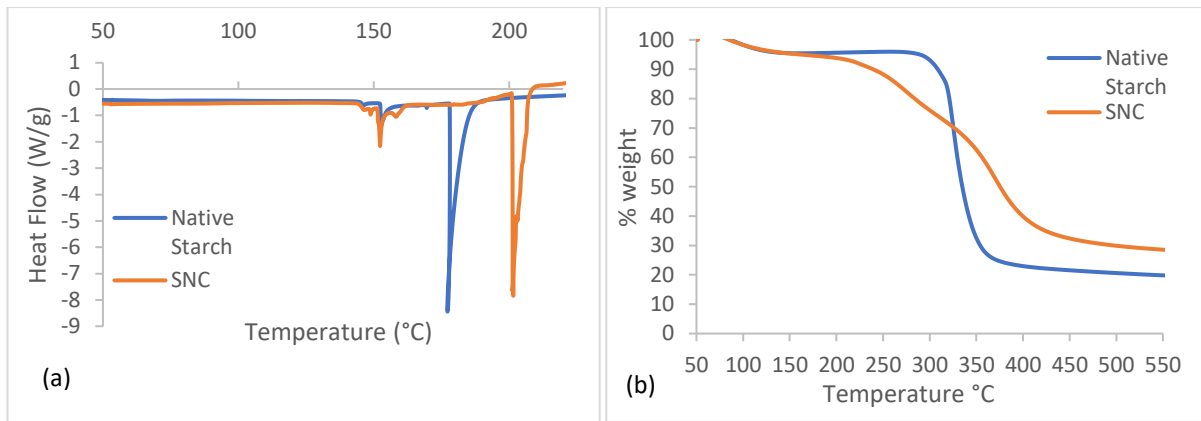 50 100 150 200
1
0
-1
-2
-3
-4
-5
-6
-7
-8
-9
Heat Flow (W/g)
Native
Starch
SNC
Temperature (°C)
(a)
100
90
80
70
60
50
40
30
20
10
0
% weight
Native
Starch
SNC
50 100 150 200 250 300 350 400 450 500 550
Temperature °C
(b)